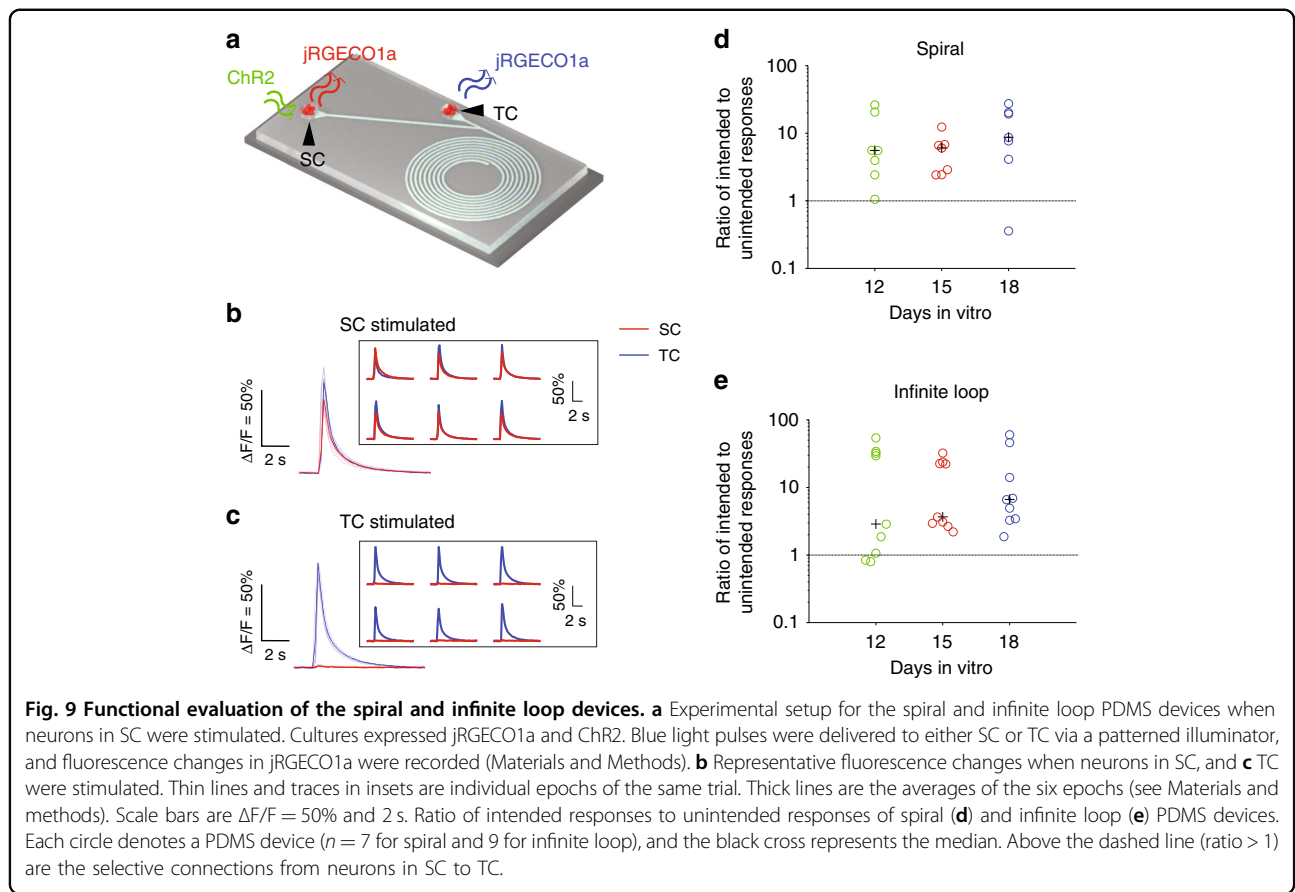 a
jRGECO1a
jRGECO1a
ChR2
TC
SC
b
SC stimulated
SC
TC
ΔF/F = 50%
2 s
50%
2 s
c
TC stimulated
ΔF/F = 50%
2 s
50%
2 s
d
Spiral
Ratio of intended to
unintended responses
100
10
1
0.1
12 15 18
Days in vitro
e
Infinite loop
Ratio of intended to
unintended responses
100
10
1
0.1
12 15 18
Days in vitro
Fig. 9 Functional evaluation of the spiral and infinite loop devices. a Experimental setup for the spiral and infinite loop PDMS devices when
neurons in SC were stimulated. Cultures expressed jRGECO1a and ChR2. Blue light pulses were delivered to either SC or TC via a patterned illuminator,
and fluorescence changes in jRGECO1a were recorded (Materials and Methods). b Representative fluorescence changes when neurons in SC, and c TC
were stimulated. Thin lines and traces in insets are individual epochs of the same trial. Thick lines are the averages of the six epochs (see Materials and
methods). Scale bars are ΔF/F = 50% and 2 s. Ratio of intended responses to unintended responses of spiral (d) and infinite loop (e) PDMS devices.
Each circle denotes a PDMS device (n = 7 for spiral and 9 for infinite loop), and the black cross represents the median. Above the dashed line (ratio > 1)
are the selective connections from neurons in SC to TC.